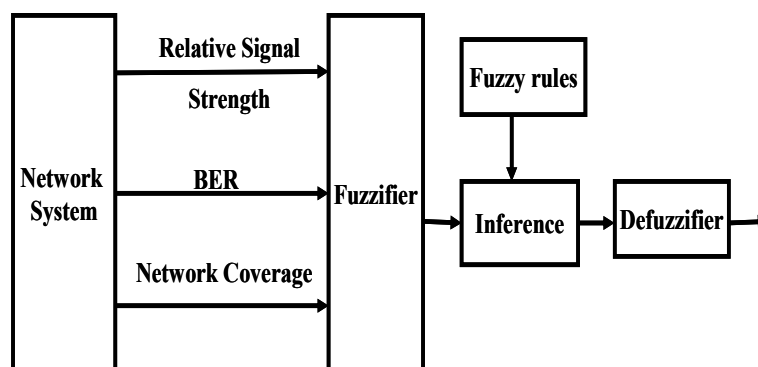 Relative Signal
Strength
Fuzzy rules
Network
System
BER
Fuzzifier
Inference
Defuzzifier
Network Coverage